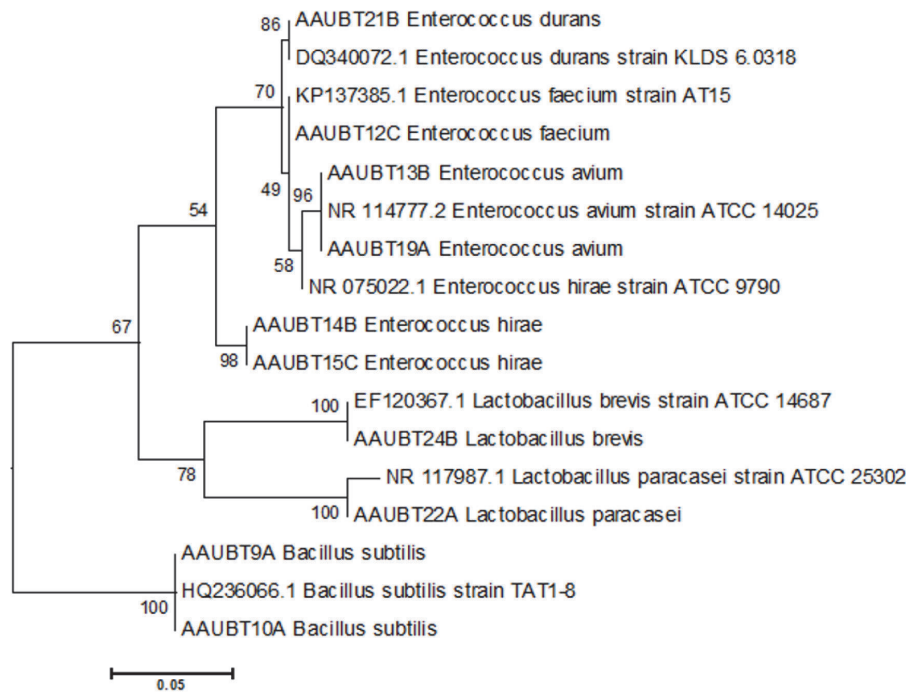 86
AAUBT21B Enterococcus durans
DQ340072.1 Enterococcus durans strain KLDS 6.0318
70
KP137385.1 Enterococcus faecium strain AT15
AAUBT12C Enterococcus faecium
49
96
AAUBT13B Enterococcus avium
NR 114777.2 Enterococcus avium strain ATCC 14025
54
AAUBT19A Enterococcus avium
58
NR 075022.1 Enterococcus hirae strain ATCC 9790
67
AAUBT14B Enterococcus hirae
98
AAUBT15C Enterococcus hirae
100
EF120367.1 Lactobacillus brevis strain ATCC 14687
AAUBT24B Lactobacillus brevis
78
NR 117987.1 Lactobacillus paracasei strain ATCC 25302
100
AAUBT22A Lactobacillus paracasei
AAUBT9A Bacillus subtilis
HQ236066.1 Bacillus subtilis strain TAT1-8
100
AAUBT10A Bacillus subtilis
0.05